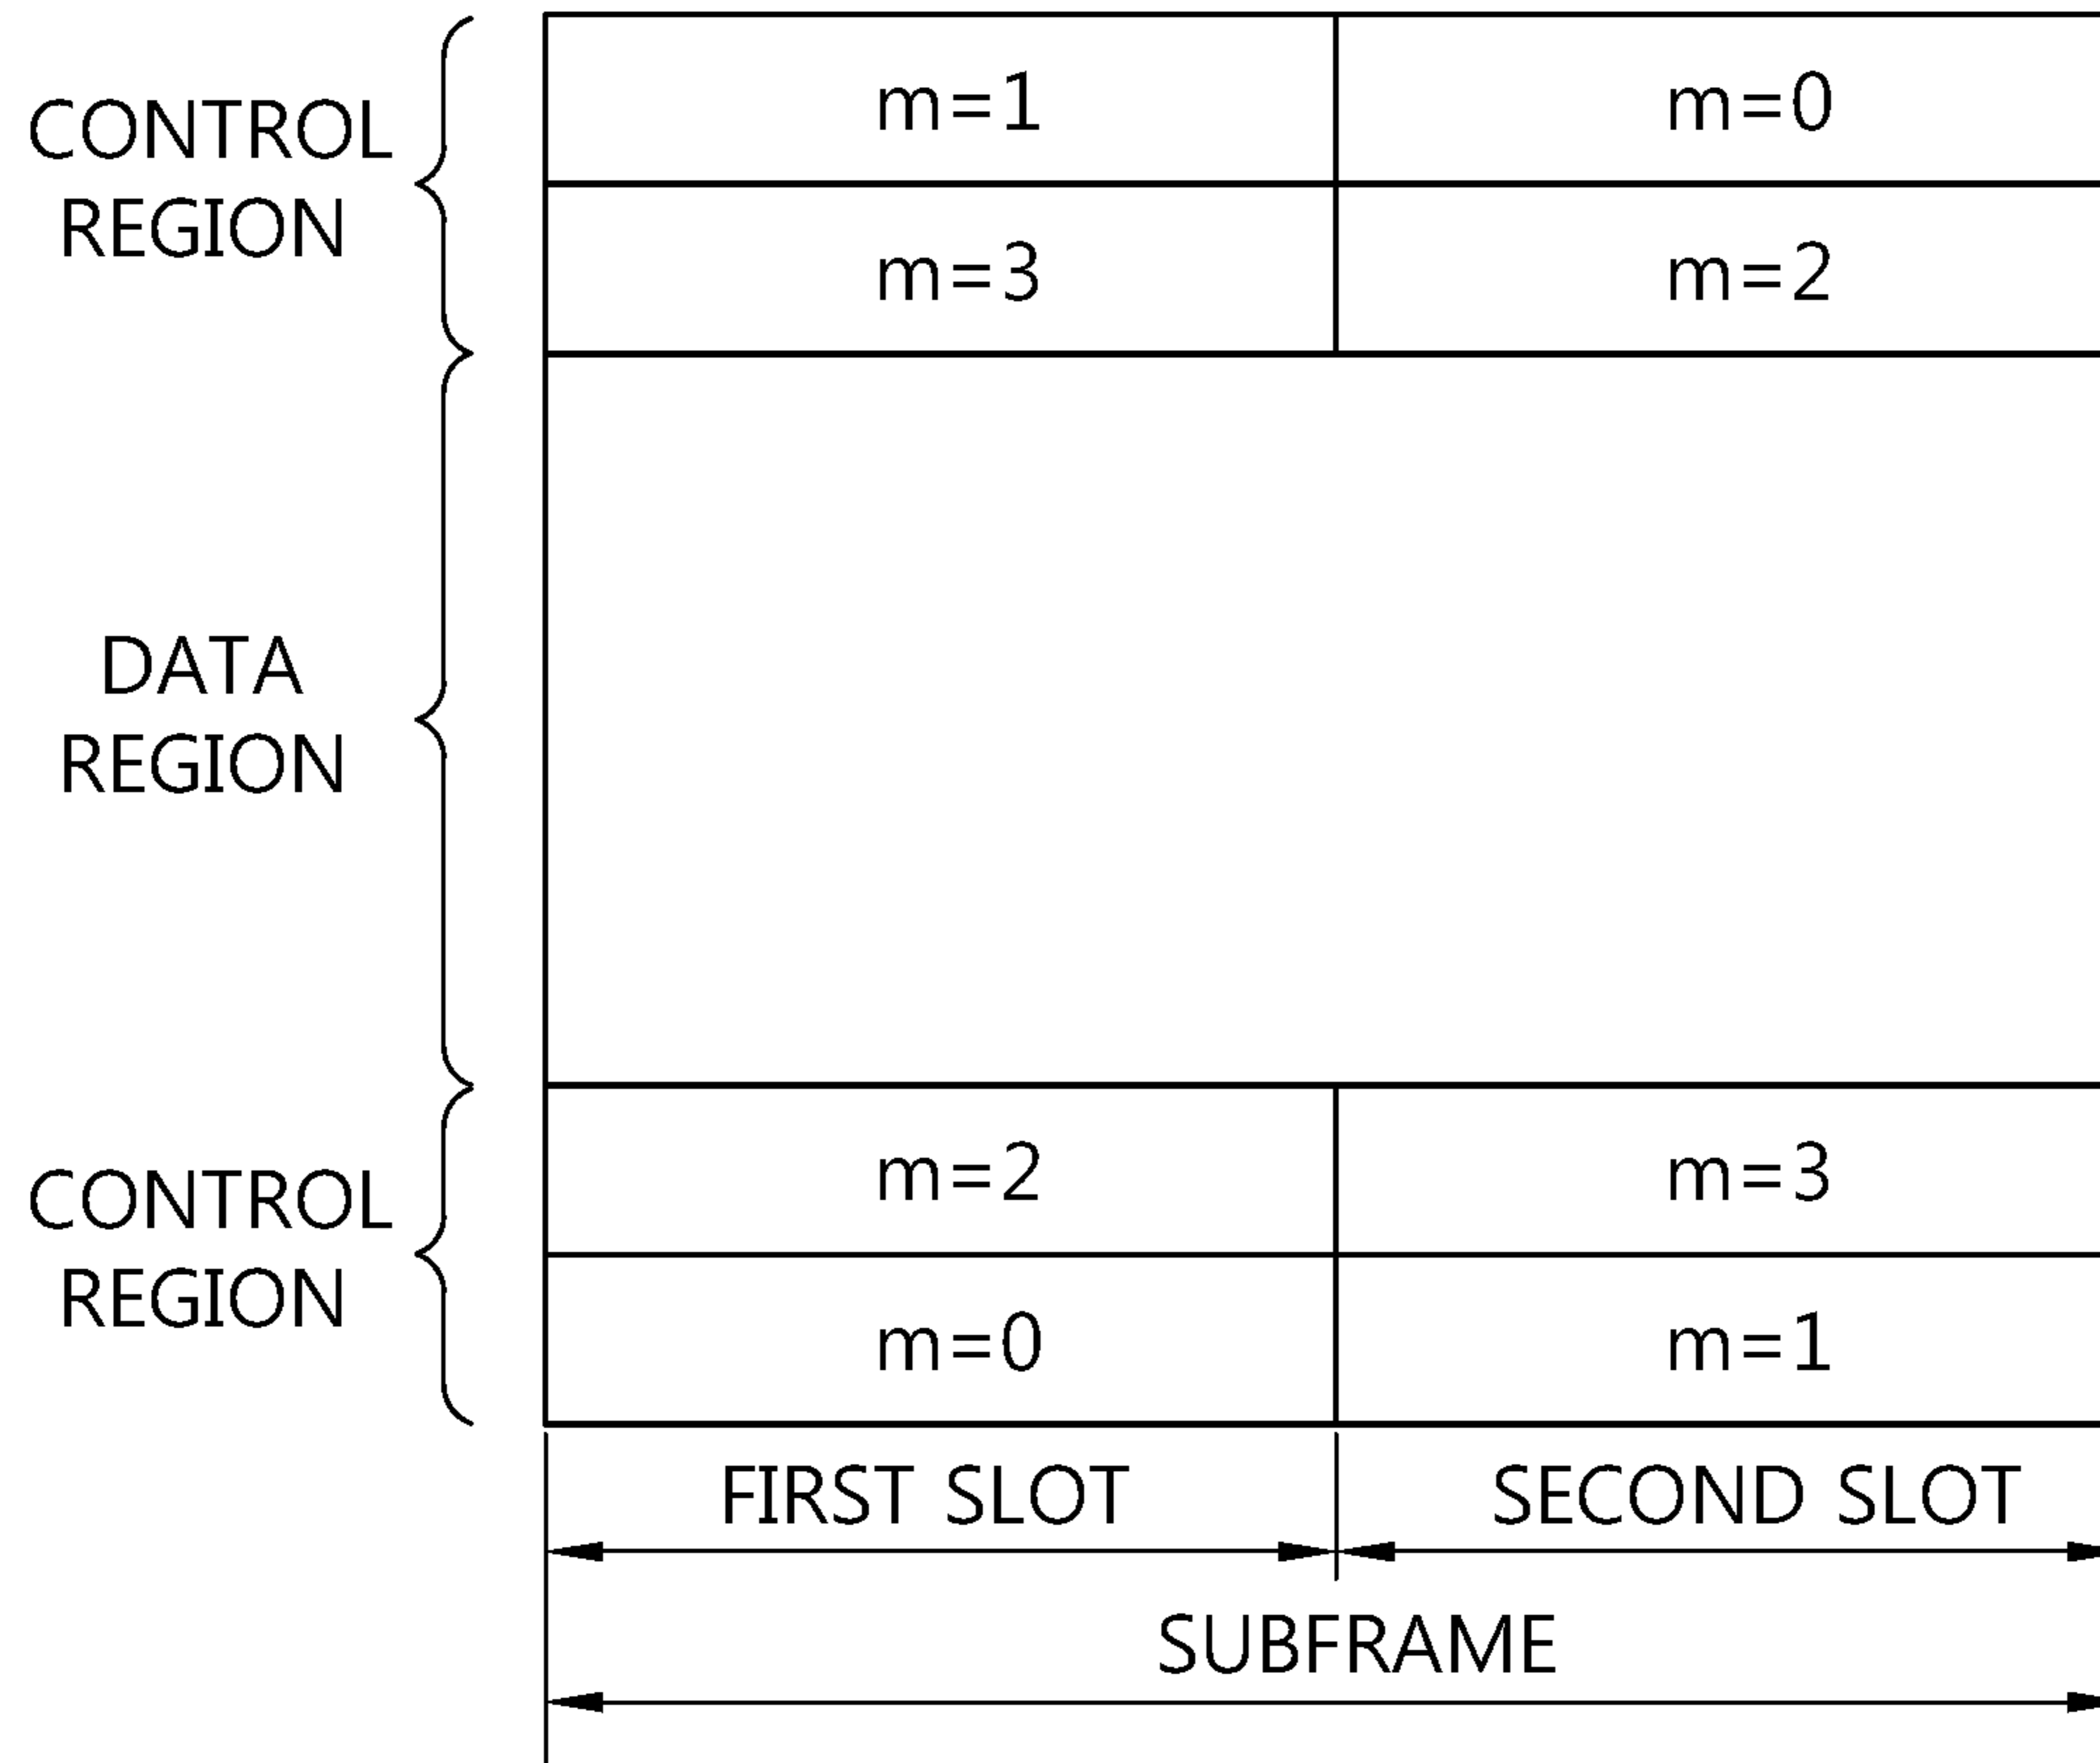 CONTROL
REGION
m=1
m=0
m=3
m=2
DATA
REGION
CONTROL
REGION
m=2
m=3
m=0
m=1
FIRST SLOT
SECOND SLOT
SUBFRAME